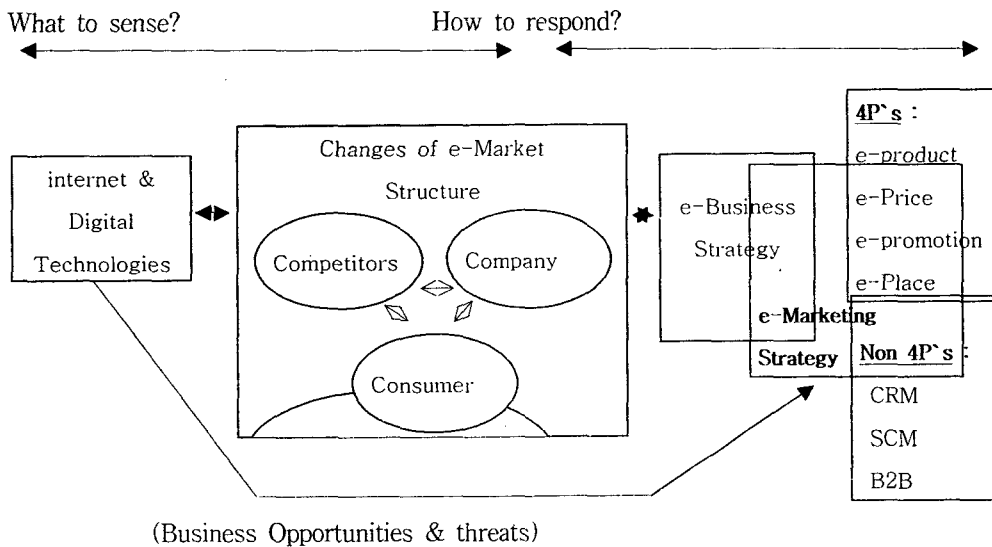 What to sense?
How to respond?
internet &
Digital
Technologies
Changes of e-Market
Structure
Competitors
Company
Consumer
e-Business
Strategy
e-Marketing
Strategy
4P`s :
e-product
e-Price
e-promotion
e-Place
Non 4P`s :
CRM
SCM
B2B
(Business Opportunities & threats)